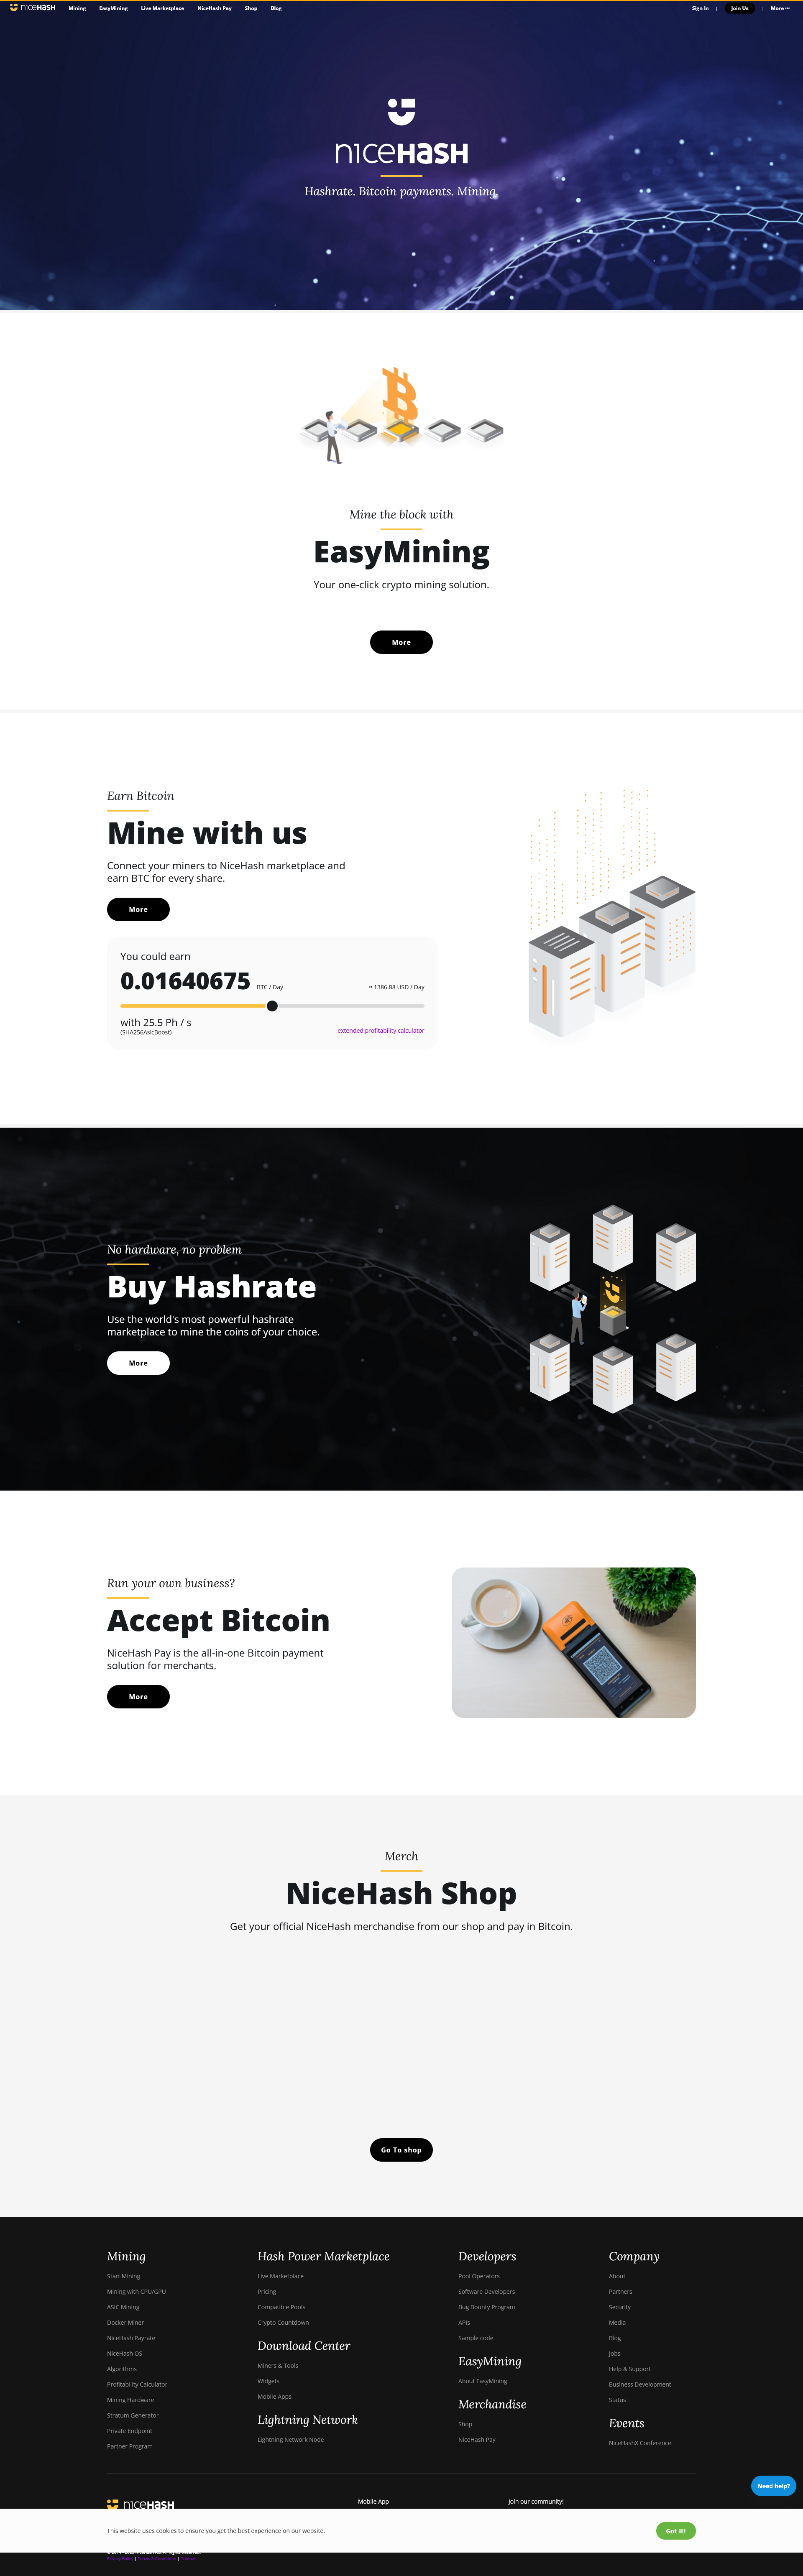 niceHASH
Mining
EasyMining
Live Marketplace
NiceHash Pay
Shop
Blog
Sign In
|
Join Us
|
More
niceHASH
Hashrate. Bitcoin payments. Mining.
Mine the block with
EasyMining
Your one-click crypto mining solution.
More
Earn Bitcoin
Mine with us
Connect your miners to NiceHash marketplace and
earn BTC for every share.
More
You could earn
0.01640675 BTC / Day ≈ 1386.88 USD / Day
with 25.5 Ph / s
(SHA256AsicBoost)
extended profitability calculator
No hardware, no problem
Buy Hashrate
Use the world's most powerful hashrate
marketplace to mine the coins of your choice.
More
Run your own business?
Accept Bitcoin
NiceHash Pay is the all-in-one Bitcoin payment
solution for merchants.
More
Merch
NiceHash Shop
Get your official NiceHash merchandise from our shop and pay in Bitcoin.
Go To shop
Mining
Start Mining
Mining with CPU/GPU
ASIC Mining
Docker Miner
NiceHash Payrate
NiceHash OS
Algorithms
Profitability Calculator
Mining Hardware
Stratum Generator
Private Endpoint
Partner Program
Hash Power Marketplace
Live Marketplace
Pricing
Compatible Pools
Crypto Countdown
Download Center
Miners & Tools
Widgets
Mobile Apps
Lightning Network
Lightning Network Node
Developers
Pool Operators
Software Developers
Bug Bounty Program
APIs
Sample code
EasyMining
About EasyMining
Merchandise
Shop
NiceHash Pay
Company
About
Partners
Security
Media
Blog
Jobs
Help & Support
Business Development
Status
Events
NiceHashX Conference
Need help?
niceHASH
Mobile App
Join our community!
This website uses cookies to ensure you get the best experience on our website.
Got it!
Privacy Policy | Terms & Conditions | Contact